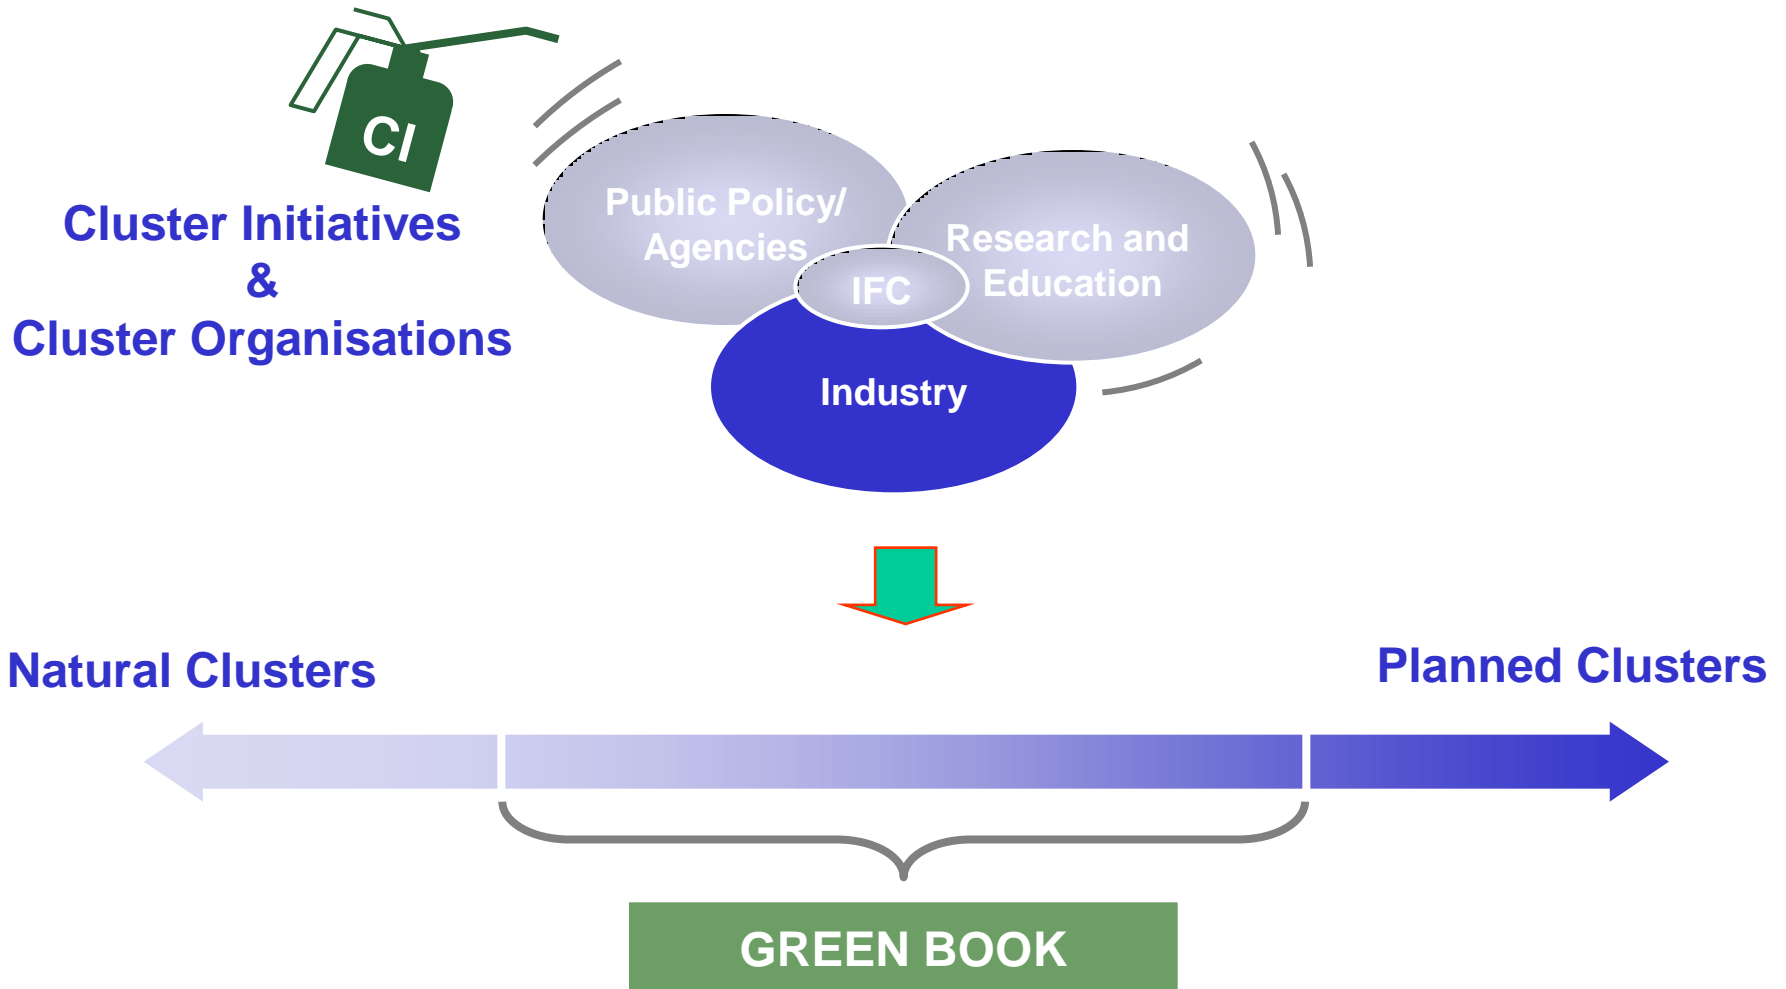 CI
Cluster Initiatives
&
Cluster Organisations
Public Policy/
Agencies
Research and
Education
IFC
Industry
Natural Clusters
Planned Clusters
GREEN BOOK